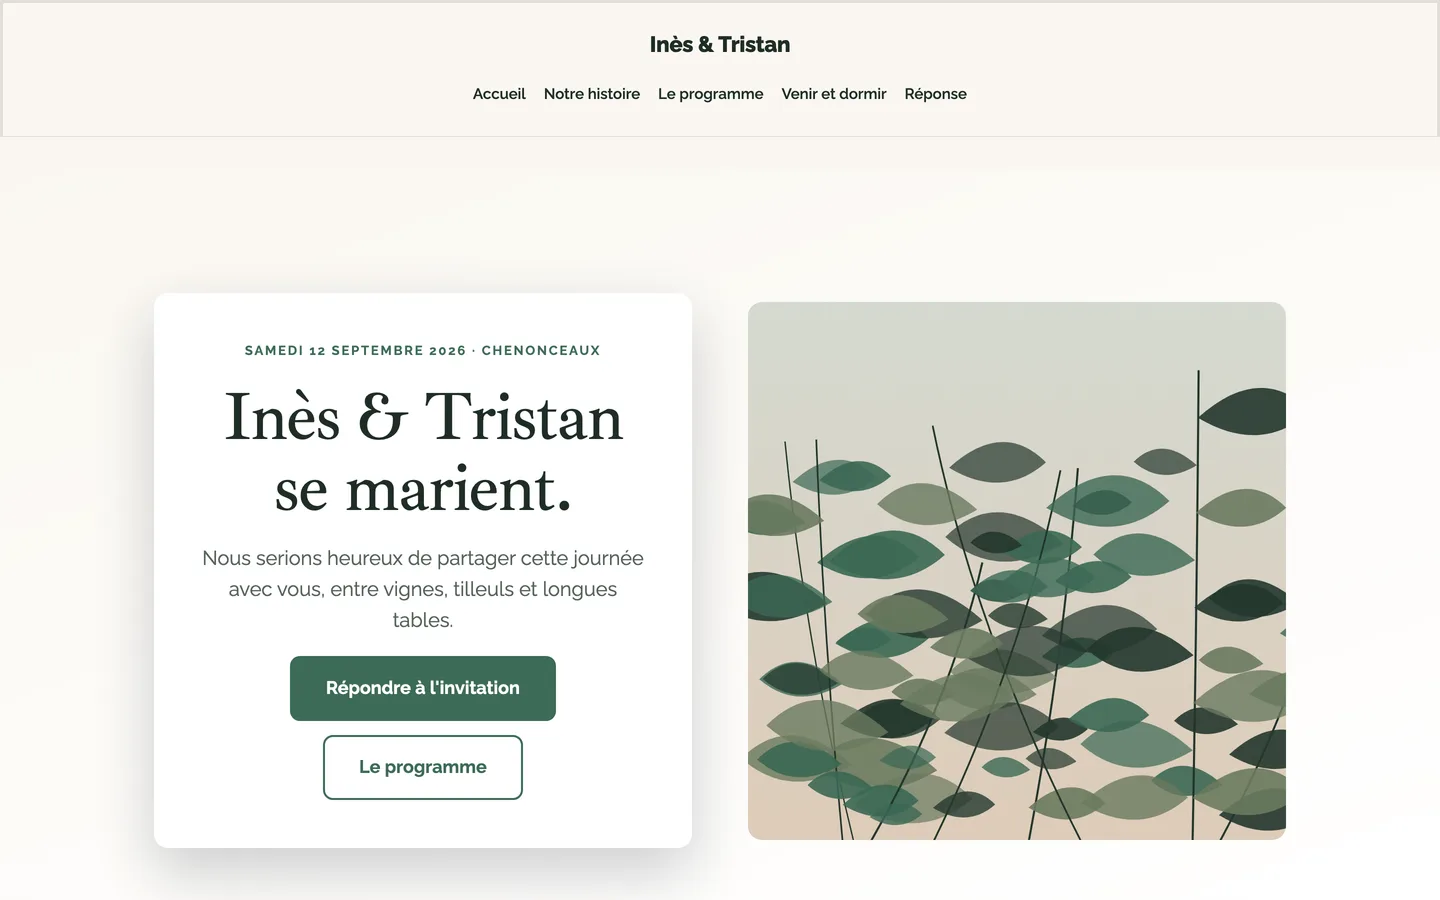 Inès & Tristan
Accueil Notre histoire Le programme Venir et dormir Réponse
SAMEDI 12 SEPTEMBRE 2026 · CHENONCEAUX
Inès & Tristan
se marient.
Nous serions heureux de partager cette journée
avec vous, entre vignes, tilleuls et longues
tables.
Répondre à l'invitation
Le programme